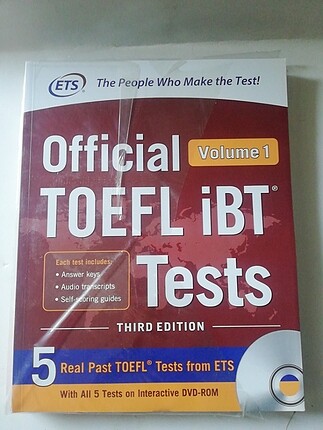 ETS
The People Who Make the Test!
Official Volume 1
TOEFL iBT®
Tests
Each test includes:
• Answer keys
• Audio transcripts
• Self-scoring guides
THIRD EDITION
5 Real Past TOEFL® Tests from ETS
With All 5 Tests on Interactive DVD-ROM